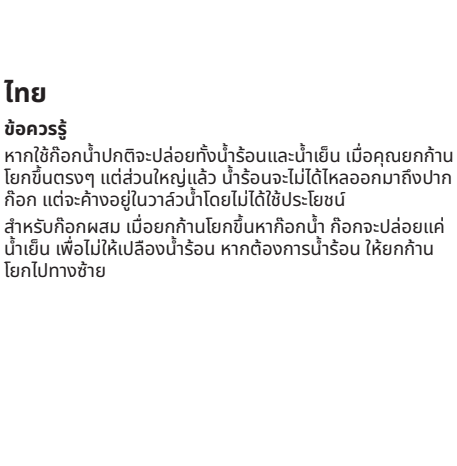 ไทย
ข้อควรรู้
หากใช้ก๊อกน้ำปกติจะปล่อยทั้งน้ำร้อนและน้ำเย็น เมื่อคุณยกก้าน
โยกขึ้นตรงๆ แต่ส่วนใหญ่แล้ว น้ำร้อนจะไม่ได้ไหลออกมาถึงปาก
ก๊อก แต่จะค้างอยู่ในวาล์วน้ำโดยไม่ได้ใช้ประโยชน์
สำหรับก๊อกผสม เมื่อยกก้านโยกขึ้นหาก๊อกน้ำ ก๊อกจะปล่อยแค่
น้ำเย็น เพื่อไม่ให้เปลืองน้ำร้อน หากต้องการน้ำร้อน ให้ยกก้าน
โยกไปทางซ้าย